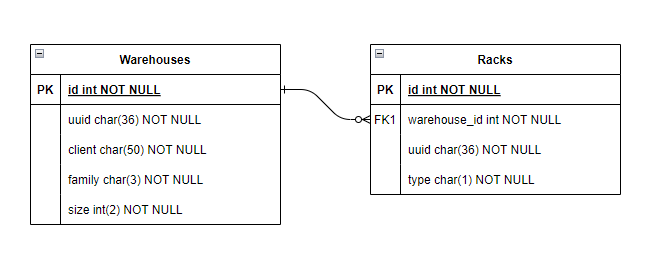 Warehouses
PK id int NOT NULL
uuid char(36) NOT NULL
client char(50) NOT NULL
family char(3) NOT NULL
size int(2) NOT NULL
Racks
PK id int NOT NULL
FK1 warehouse_id int NOT NULL
uuid char(36) NOT NULL
type char(1) NOT NULL